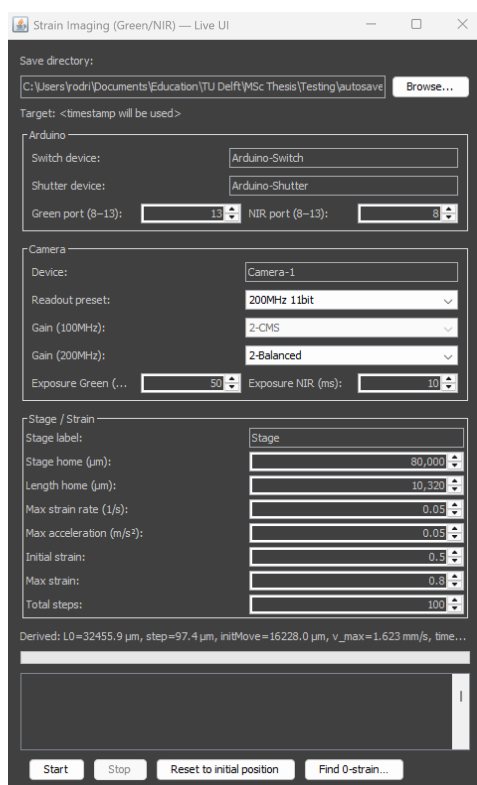 Strain Imaging (Green/NIR) — Live UI
Save directory:
C:\Users\rodri\Documents\Education\TU Delft\MSc Thesis\Testing\autosave
Browse...
Target: <timestamp will be used>
Arduino
Switch device: Arduino-Switch
Shutter device: Arduino-Shutter
Green port (8–13): 13 NIR port (8–13): 8
Camera
Device: Camera-1
Readout preset: 200MHz 11bit
Gain (100MHz): 2-CMS
Gain (200MHz): 2-Balanced
Exposure Green (... 50 Exposure NIR (ms): 10
Stage / Strain
Stage label: Stage
Stage home (µm): 80,000
Length home (µm): 10,320
Max strain rate (1/s): 0.05
Max acceleration (m/s²): 0.05
Initial strain: 0.5
Max strain: 0.8
Total steps: 100
Derived: L0=32455.9 µm, step=97.4 µm, initMove=16228.0 µm, v_max=1.623 mm/s, time...
Start Stop Reset to initial position Find 0-strain...